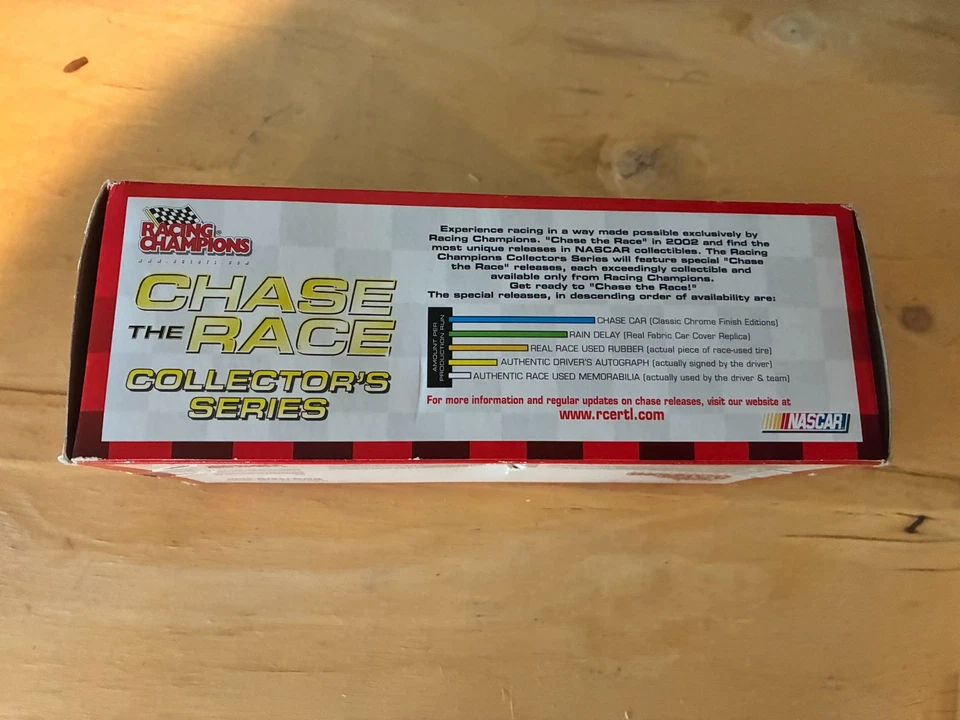 RACING
CHAMPIONS
CHASE
THE RACE
COLLECTOR'S
SERIES
Experience racing in a way made possible exclusively by
Racing Champions. "Chase the Race" in 2002 and find the
most unique releases in NASCAR collectibles. The Racing
Champions Collectors Series will feature special "Chase
the Race" releases, each exceedingly collectible and
available only from Racing Champions.
Get ready to "Chase the Race!"
The special releases, in descending order of availability are:
AMOUNT PER
PRODUCTION RUN
CHASE CAR (Classic Chrome Finish Editions)
RAIN DELAY (Real Fabric Car Cover Replica)
REAL RACE USED RUBBER (actual piece of race-used tire)
AUTHENTIC DRIVER'S AUTOGRAPH (actually signed by the driver)
AUTHENTIC RACE USED MEMORABILIA (actually used by the driver & team)
For more information and regular updates on chase releases, visit our website at
www.rcertl.com
NASCAR